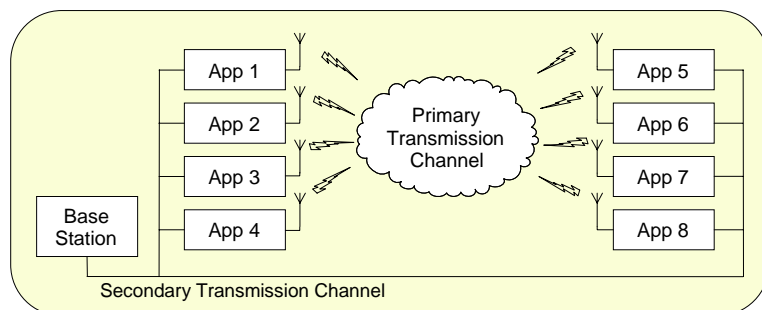 App 1
App 2
App 3
App 4
Base
Station
Primary
Transmission
Channel
App 5
App 6
App 7
App 8
Secondary Transmission Channel